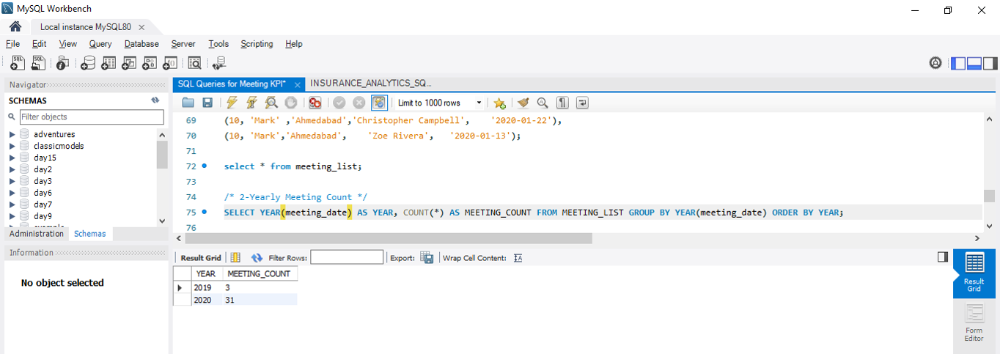 MySQL Workbench
Local instance MySQL80 ×
File Edit View Query Database Server Tools Scripting Help
Navigator
SCHEMAS
Filter objects
adventures
classicmodels
day15
day2
day3
day6
day7
day9
Administration Schemas
Information
No object selected
SQL Queries for Meeting KPI* × INSURANCE_ANALYTICS_SQ...
Limit to 1000 rows
69 (10, 'Mark' ,'Ahmedabad','Christopher Campbell', '2020-01-22'),
70 (10, 'Mark','Ahmedabad', 'Zoe Rivera', '2020-01-13');
71
72 select * from meeting_list;
73
74 /* 2-Yearly Meeting Count */
75 SELECT YEAR(meeting_date) AS YEAR, COUNT(*) AS MEETING_COUNT FROM MEETING_LIST GROUP BY YEAR(meeting_date) ORDER BY YEAR;
76
Result Grid Filter Rows: Export: Wrap Cell Content:
YEAR MEETING_COUNT
2019 3
2020 31
Result
Grid
Form
Editor